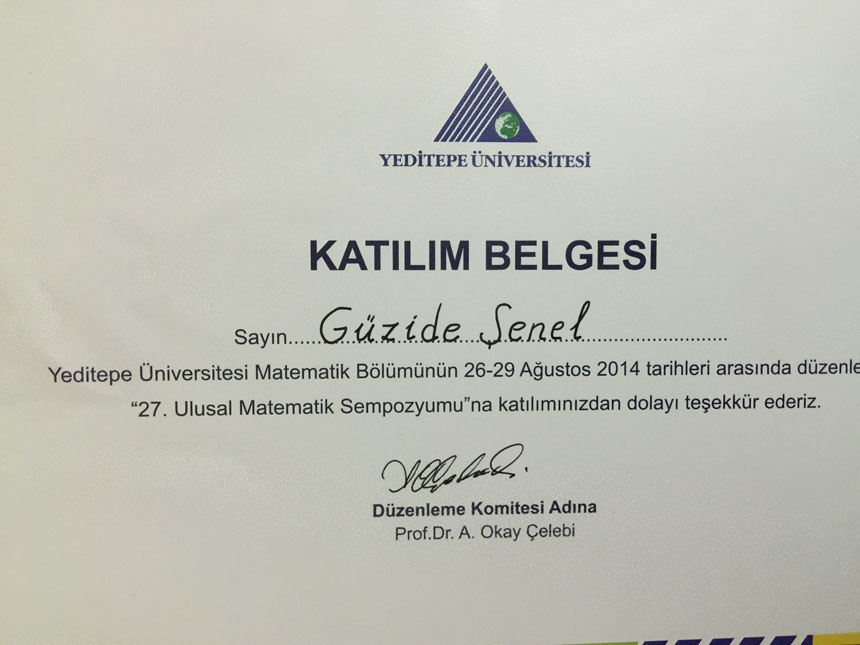 YEDİTEPE ÜNİVERSİTESİ
KATILIM BELGESİ
Sayın......Güzide Şenel..............................
Yeditepe Üniversitesi Matematik Bölümünün 26-29 Ağustos 2014 tarihleri arasında
“27. Ulusal Matematik Sempozyumu”na katılımınızdan dolayı teşekkür ederiz.
Düzenleme Komitesi Adına
Prof.Dr. A. Okay Çelebi